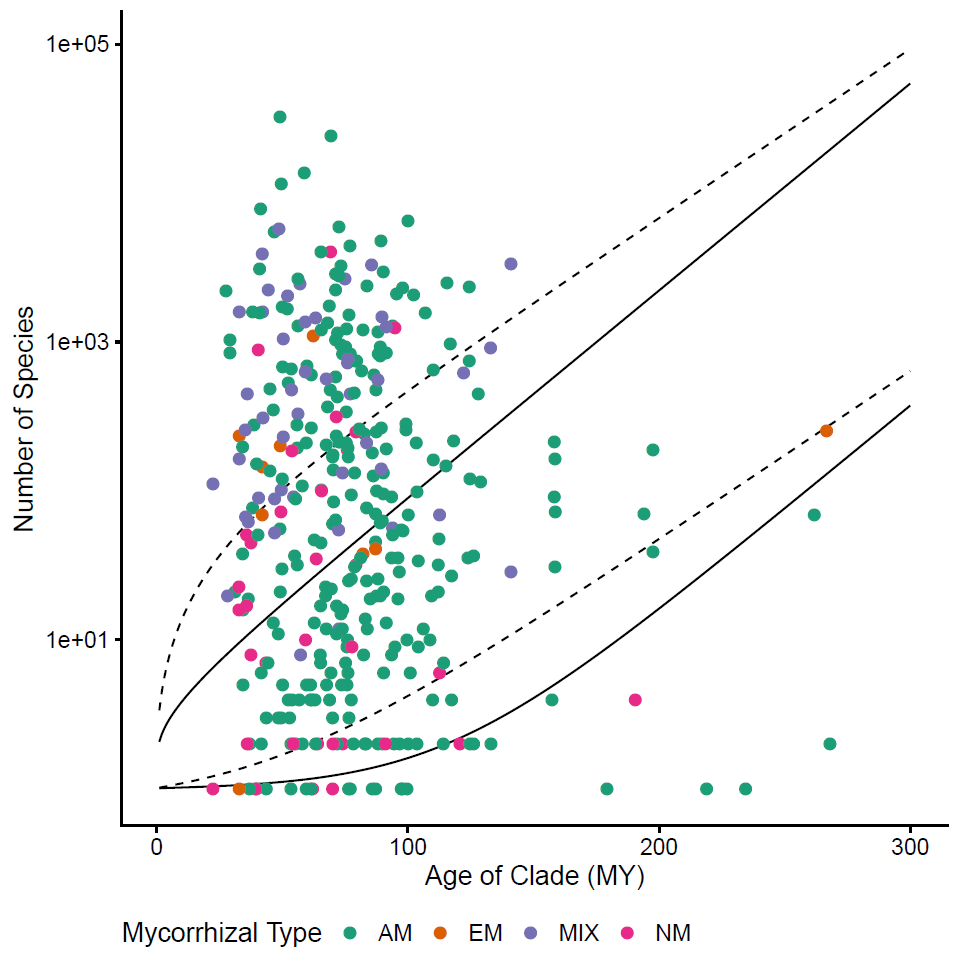 1e+05
1e+03
1e+01
Number of Species
0 100 200 300
Age of Clade (MY)
Mycorrhizal Type AM EM MIX NM